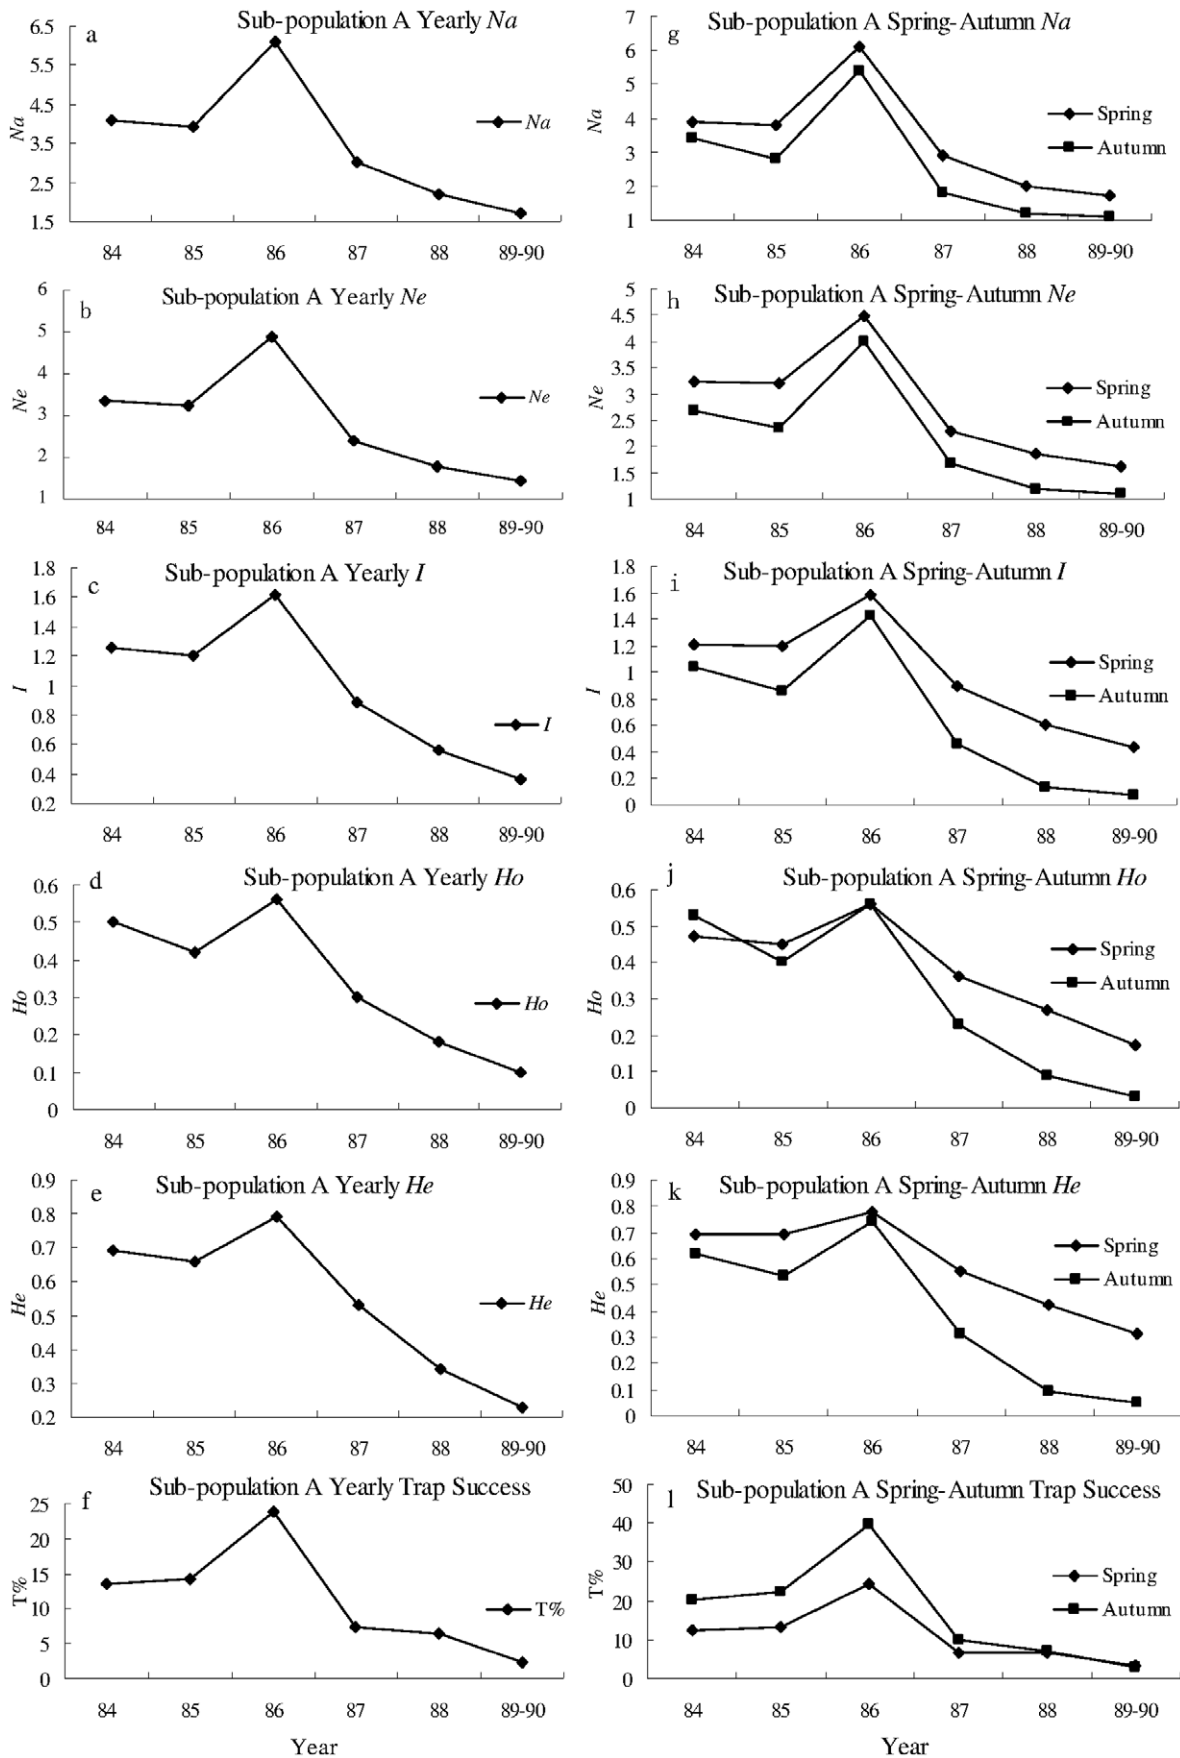 a
Sub-population A Yearly Na
6.5
5.5
4.5
3.5
2.5
1.5
Na
Na
84 85 86 87 88 89-90
g
Sub-population A Spring-Autumn Na
7
6
5
4
3
2
1
Na
Spring
Autumn
84 85 86 87 88 89-90
b
Sub-population A Yearly Ne
6
5
4
3
2
1
Ne
Ne
84 85 86 87 88 89-90
h
Sub-population A Spring-Autumn Ne
5
4.5
4
3.5
3
2.5
2
1.5
1
Ne
Spring
Autumn
84 85 86 87 88 89-90
c
Sub-population A Yearly I
1.8
1.6
1.4
1.2
1
0.8
0.6
0.4
0.2
I
I
84 85 86 87 88 89-90
i
Sub-population A Spring-Autumn I
1.8
1.6
1.4
1.2
1
0.8
0.6
0.4
0.2
0
I
Spring
Autumn
84 85 86 87 88 89-90
d
Sub-population A Yearly Ho
0.6
0.5
0.4
0.3
0.2
0.1
0
Ho
Ho
84 85 86 87 88 89-90
j
Sub-population A Spring-Autumn Ho
0.6
0.5
0.4
0.3
0.2
0.1
0
Ho
Spring
Autumn
84 85 86 87 88 89-90
e
Sub-population A Yearly He
0.9
0.8
0.7
0.6
0.5
0.4
0.3
0.2
He
He
84 85 86 87 88 89-90
k
Sub-population A Spring-Autumn He
0.9
0.8
0.7
0.6
0.5
0.4
0.3
0.2
0.1
0
He
Spring
Autumn
84 85 86 87 88 89-90
f
Sub-population A Yearly Trap Success
25
20
15
10
5
0
T%
T%
84 85 86 87 88 89-90
Year
l
Sub-population A Spring-Autumn Trap Success
50
40
30
20
10
0
T%
Spring
Autumn
84 85 86 87 88 89-90
Year